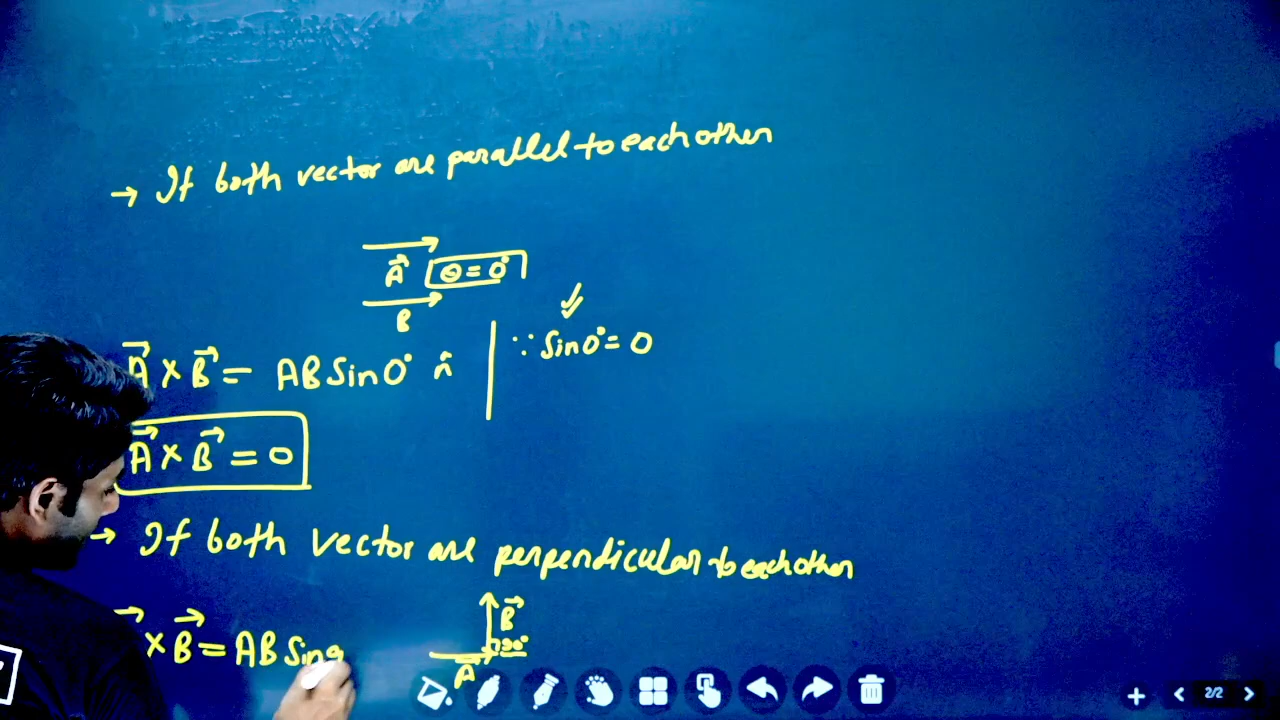 → If both vector are parallel to each other
A⃗ θ = 0°
B
A⃗ × B⃗ = AB Sin0° n̂
∵ Sin0° = 0
A⃗ × B⃗ = 0
→ If both vector are perpendicular to each other
B⃗
90°
A⃗
× B⃗ = AB Sin9
2/2